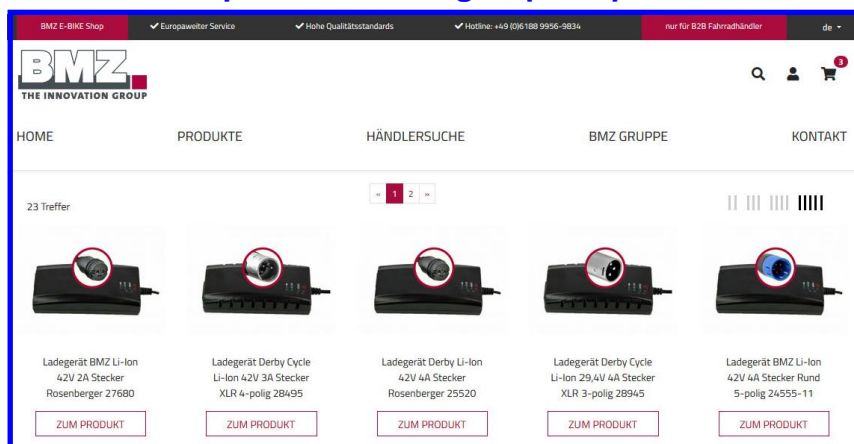 BMZ E-BIKE Shop ✔ Europaweiter Service ✔ Hohe Qualitätsstandards ✔ Hotline: +49 (0)6188 9956-9834 nur für B2B Fahrradhändler de
BMZ
THE INNOVATION GROUP
3
HOME PRODUKTE HÄNDLERSUCHE BMZ GRUPPE KONTAKT
23 Treffer
« 1 2 »
Ladegerät BMZ Li-Ion
42V 2A Stecker
Rosenberger 27680
ZUM PRODUKT
Ladegerät Derby Cycle
Li-Ion 42V 3A Stecker
XLR 4-polig 28495
ZUM PRODUKT
Ladegerät Derby Li-Ion
42V 4A Stecker
Rosenberger 25520
ZUM PRODUKT
Ladegerät Derby Cycle
Li-Ion 29,4V 4A Stecker
XLR 3-polig 28945
ZUM PRODUKT
Ladegerät BMZ Li-Ion
42V 4A Stecker Rund
5-polig 24555-11
ZUM PRODUKT